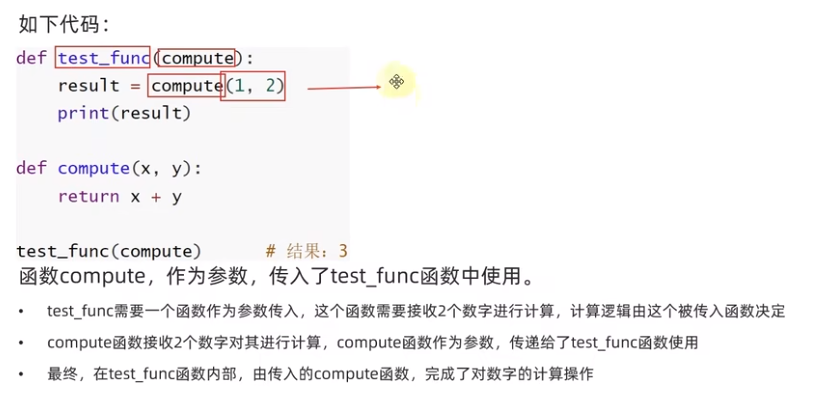 如下代码：
def test_func(compute):
    result = compute(1, 2)
    print(result)
def compute(x, y):
    return x + y
test_func(compute)      # 结果：3
函数compute，作为参数，传入了test_func函数中使用。
• test_func需要一个函数作为参数传入，这个函数需要接收2个数字进行计算，计算逻辑由这个被传入函数决定
• compute函数接收2个数字对其进行计算，compute函数作为参数，传递给了test_func函数使用
• 最终，在test_func函数内部，由传入的compute函数，完成了对数字的计算操作